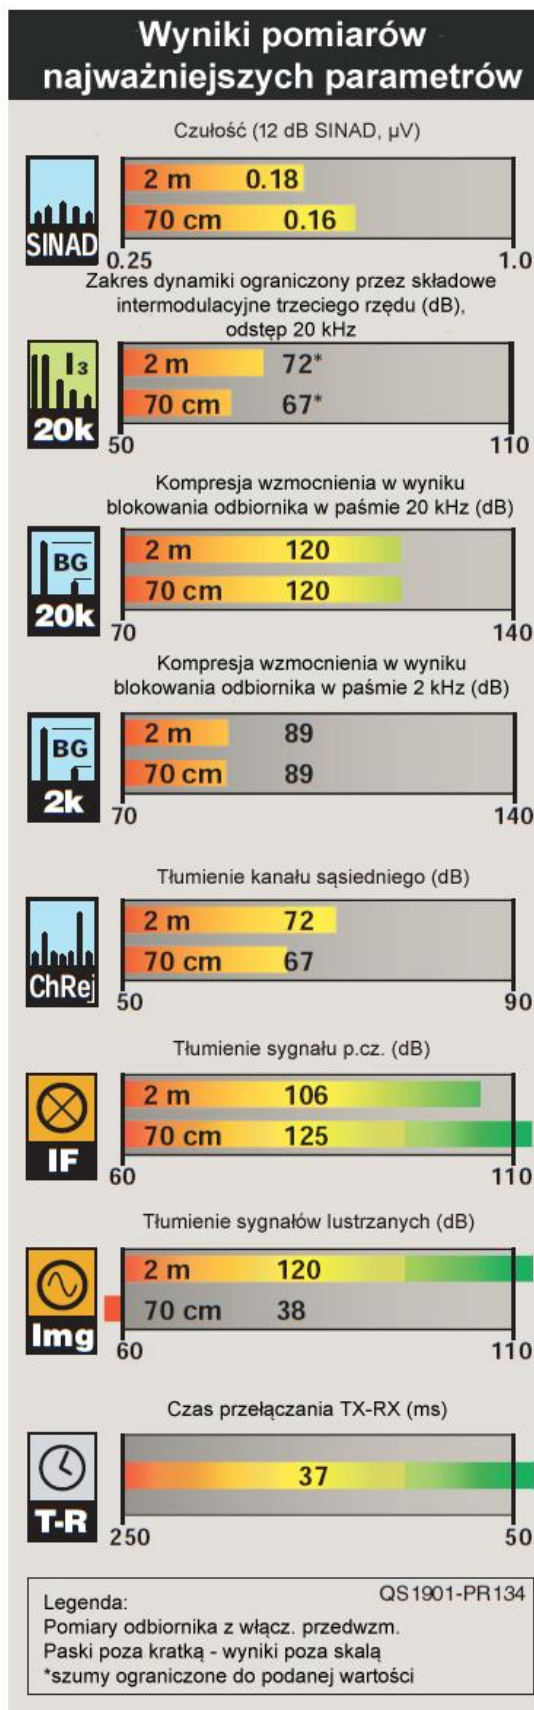 Wyniki pomiarów
najważniejszych parametrów
Czułość (12 dB SINAD, µV)
SINAD
2 m 0.18
70 cm 0.16
0.25 1.0
Zakres dynamiki ograniczony przez składowe
intermodulacyjne trzeciego rzędu (dB),
odstęp 20 kHz
I3
20k
2 m 72*
70 cm 67*
50 110
Kompresja wzmocnienia w wyniku
blokowania odbiornika w paśmie 20 kHz (dB)
BG
20k
2 m 120
70 cm 120
70 140
Kompresja wzmocnienia w wyniku
blokowania odbiornika w paśmie 2 kHz (dB)
BG
2k
2 m 89
70 cm 89
70 140
Tłumienie kanału sąsiedniego (dB)
ChRej
2 m 72
70 cm 67
50 90
Tłumienie sygnału p.cz. (dB)
IF
2 m 106
70 cm 125
60 110
Tłumienie sygnałów lustrzanych (dB)
Img
2 m 120
70 cm 38
60 110
Czas przełączania TX-RX (ms)
T-R
37
250 50
QS1901-PR134
Legenda:
Pomiary odbiornika z włącz. przedwzm.
Paski poza kratką - wyniki poza skalą
*szumy ograniczone do podanej wartości